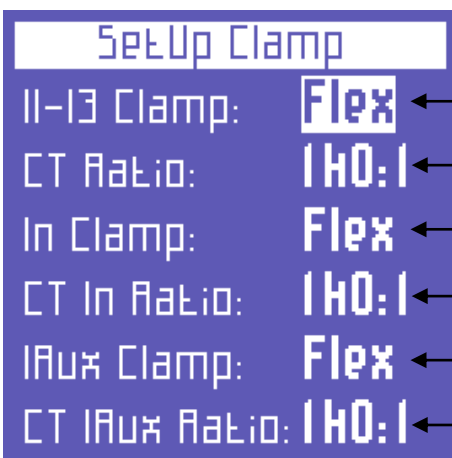 SetUp Clamp
I1-I3 Clamp: Flex
CT Ratio: 1h0:1
In Clamp: Flex
CT In Ratio: 1h0:1
IAux Clamp: Flex
CT IAux Ratio: 1h0:1